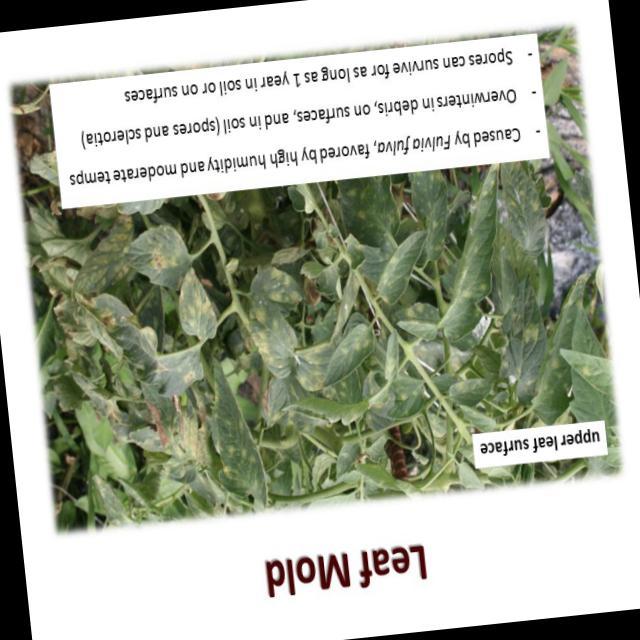 Leaf Mold
upper leaf surface
- Caused by Fulvia fulva, favored by high humidity and moderate temps
- Overwinters in debris, on surfaces, and in soil (spores and sclerotia)
- Spores can survive for as long as 1 year in soil or on surfaces